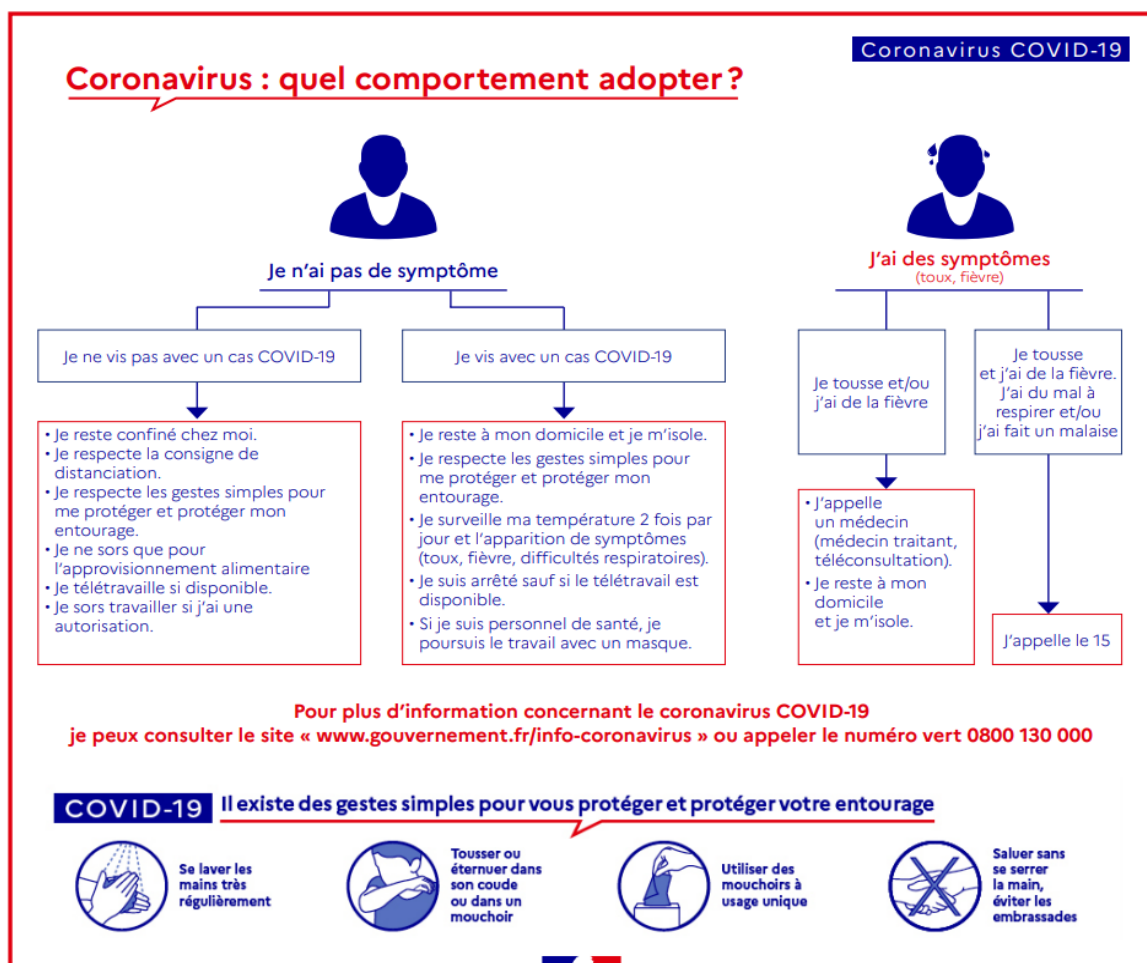 Coronavirus COVID-19
Coronavirus : quel comportement adopter ?
Je n'ai pas de symptôme
Je ne vis pas avec un cas COVID-19
• Je reste confiné chez moi.
• Je respecte la consigne de
distanciation.
• Je respecte les gestes simples pour
me protéger et protéger mon
entourage.
• Je ne sors que pour
l'approvisionnement alimentaire
• Je télétravaille si disponible.
• Je sors travailler si j'ai une
autorisation.
Je vis avec un cas COVID-19
• Je reste à mon domicile et je m'isole.
• Je respecte les gestes simples pour
me protéger et protéger mon
entourage.
• Je surveille ma température 2 fois par
jour et l'apparition de symptômes
(toux, fièvre, difficultés respiratoires).
• Je suis arrêté sauf si le télétravail est
disponible.
• Si je suis personnel de santé, je
poursuis le travail avec un masque.
J'ai des symptômes
(toux, fièvre)
Je tousse et/ou
j'ai de la fièvre
• J'appelle
un médecin
(médecin traitant,
téléconsultation).
• Je reste à mon
domicile
et je m'isole.
Je tousse
et j'ai de la fièvre.
J'ai du mal à
respirer et/ou
j'ai fait un malaise
J'appelle le 15
Pour plus d'information concernant le coronavirus COVID-19
je peux consulter le site « www.gouvernement.fr/info-coronavirus » ou appeler le numéro vert 0800 130 000
COVID-19 Il existe des gestes simples pour vous protéger et protéger votre entourage
Se laver les
mains très
régulièrement
Tousser ou
éternuer dans
son coude
ou dans un
mouchoir
Utiliser des
mouchoirs à
usage unique
Saluer sans
se serrer
la main,
éviter les
embrassades